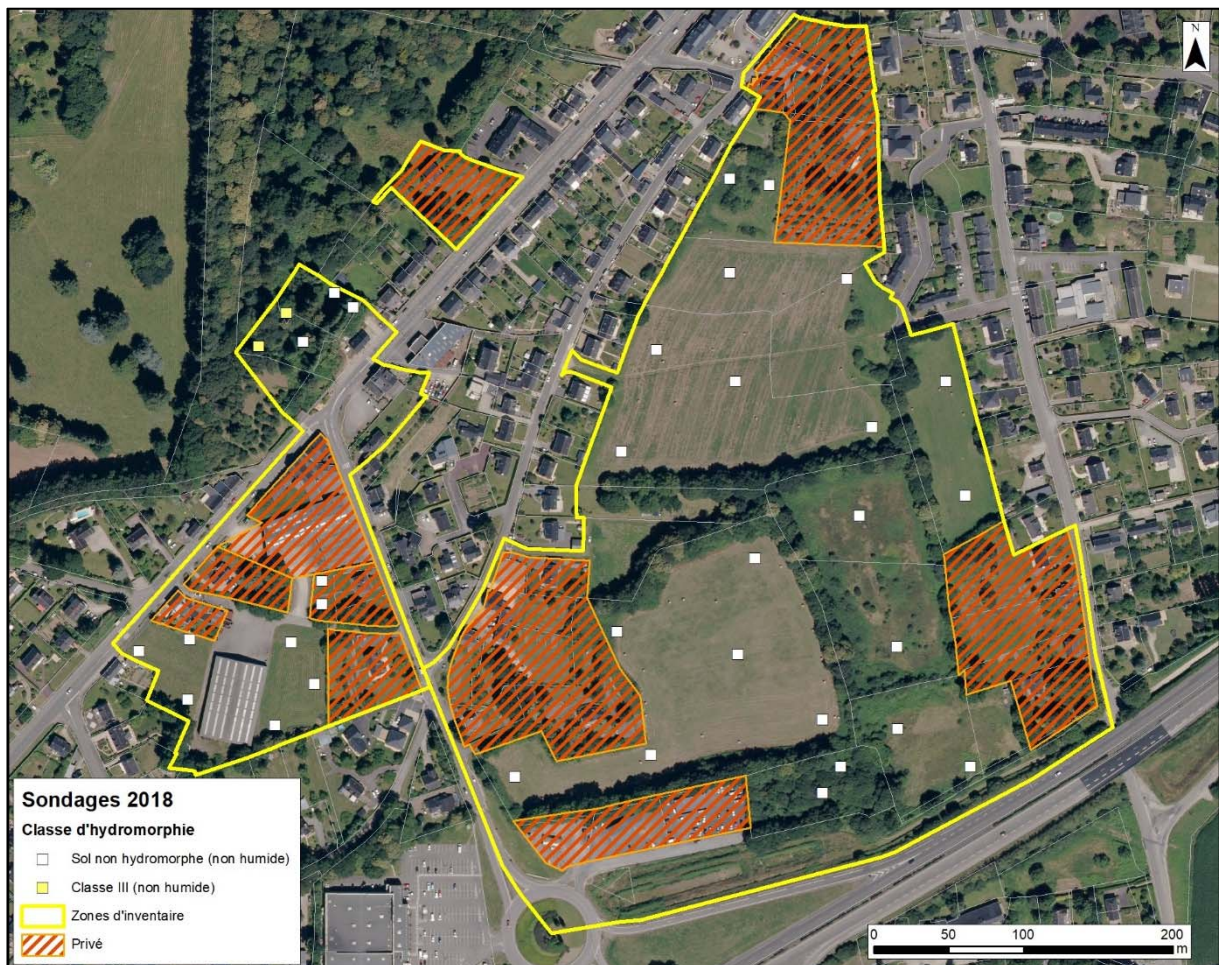 N
Sondages 2018
Classe d'hydromorphie
Sol non hydromorphe (non humide)
Classe III (non humide)
Zones d'inventaire
Privé
0 50 100 200
m